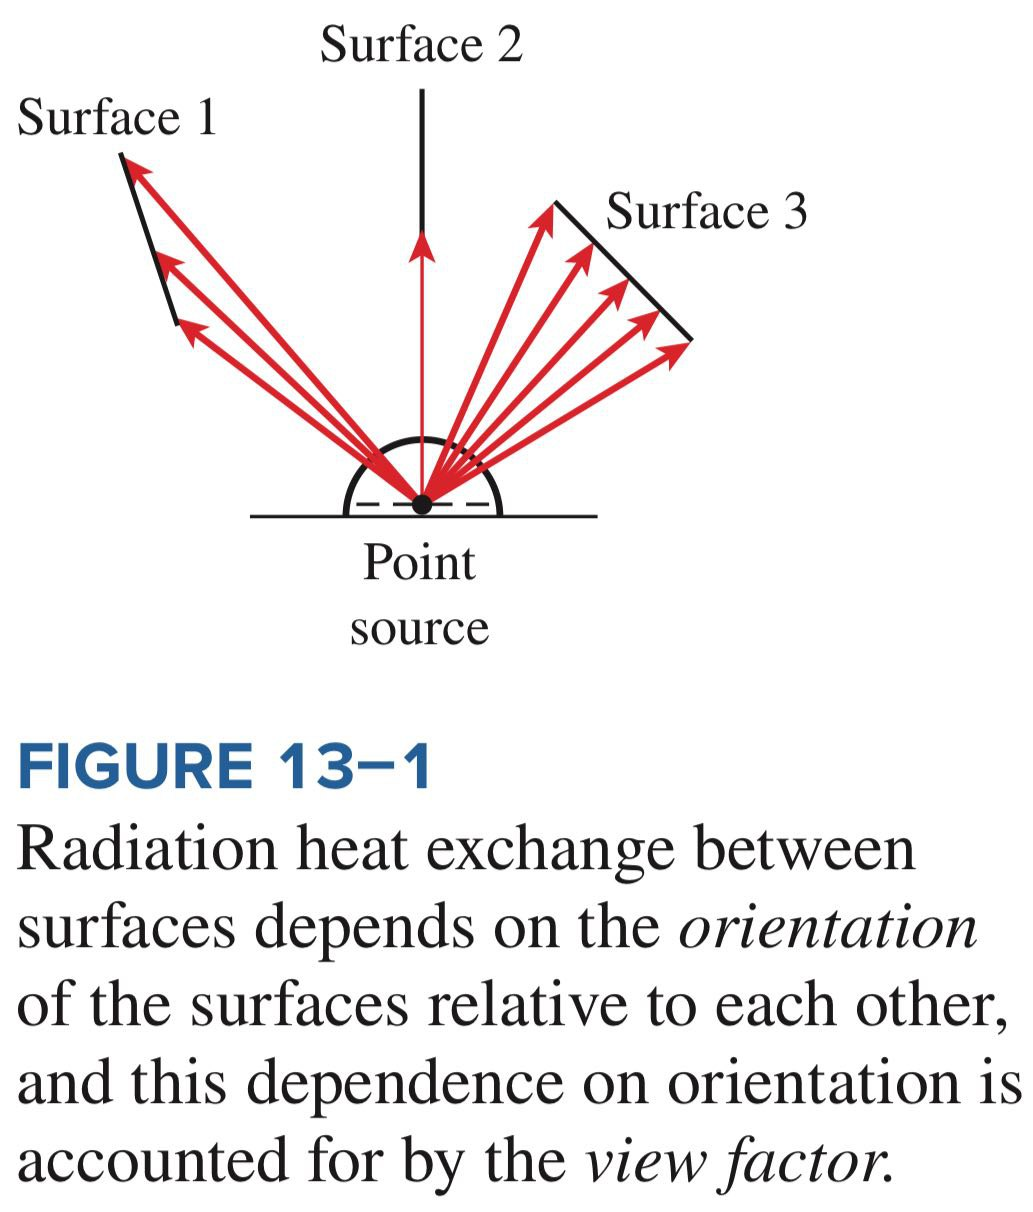 Surface 2
Surface 1
Surface 3
Point
source
FIGURE 13–1
Radiation heat exchange between
surfaces depends on the orientation
of the surfaces relative to each other,
and this dependence on orientation is
accounted for by the view factor.